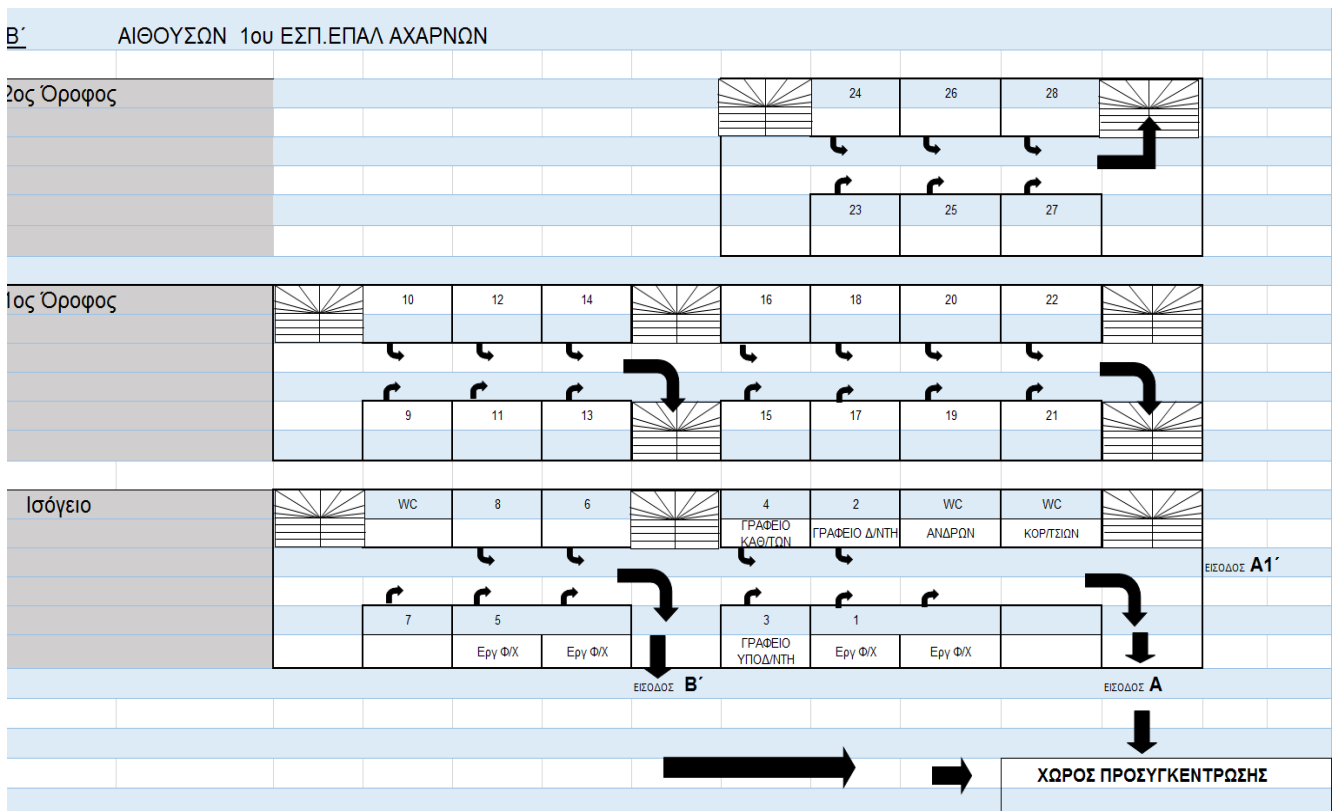 Β΄ ΑΙΘΟΥΣΩΝ 1ου ΕΣΠ.ΕΠΑΛ ΑΧΑΡΝΩΝ
2ος Όροφος
24 26 28
23 25 27
1ος Όροφος
10 12 14 16 18 20 22
9 11 13 15 17 19 21
Ισόγειο
WC 8 6 4 2 WC WC
ΓΡΑΦΕΙΟ ΚΑΘ/ΤΩΝ ΓΡΑΦΕΙΟ Δ/ΝΤΗ ΑΝΔΡΩΝ ΚΟΡ/ΤΣΙΩΝ
ΕΙΣΟΔΟΣ Α1΄
7 5 3 1
Εργ Φ/Χ Εργ Φ/Χ ΓΡΑΦΕΙΟ ΥΠΟΔ/ΝΤΗ Εργ Φ/Χ Εργ Φ/Χ
ΕΙΣΟΔΟΣ Β΄ ΕΙΣΟΔΟΣ Α
ΧΩΡΟΣ ΠΡΟΣΥΓΚΕΝΤΡΩΣΗΣ